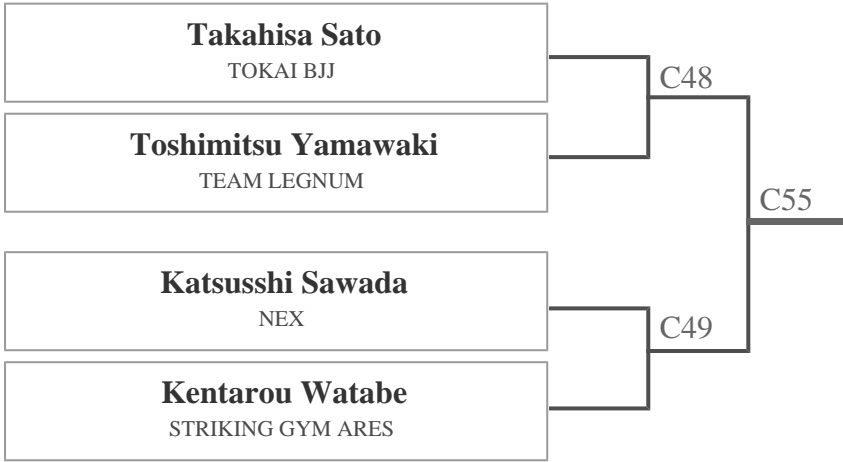 Takahisa Sato
TOKAI BJJ
C48
Toshimitsu Yamawaki
TEAM LEGNUM
C55
Katsusshi Sawada
NEX
C49
Kentarou Watabe
STRIKING GYM ARES